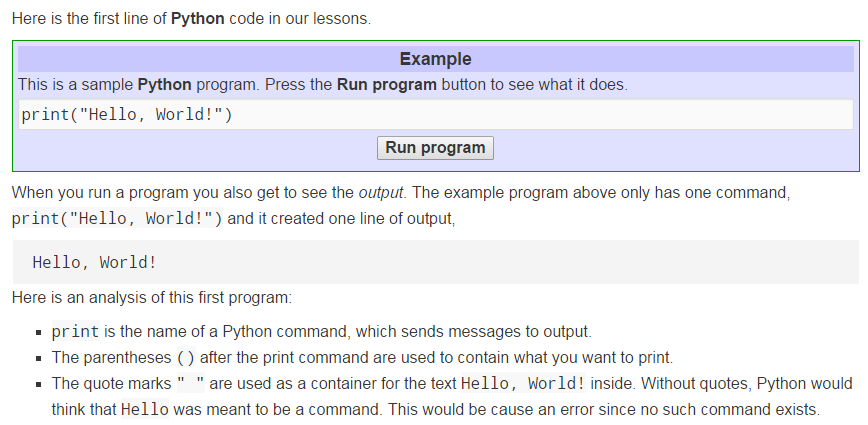 Here is the first line of Python code in our lessons.
Example
This is a sample Python program. Press the Run program button to see what it does.
print("Hello, World!")
Run program
When you run a program you also get to see the output. The example program above only has one command,
print("Hello, World!") and it created one line of output,
Hello, World!
Here is an analysis of this first program:
▪ print is the name of a Python command, which sends messages to output.
▪ The parentheses () after the print command are used to contain what you want to print.
▪ The quote marks " " are used as a container for the text Hello, World! inside. Without quotes, Python would
think that Hello was meant to be a command. This would be cause an error since no such command exists.